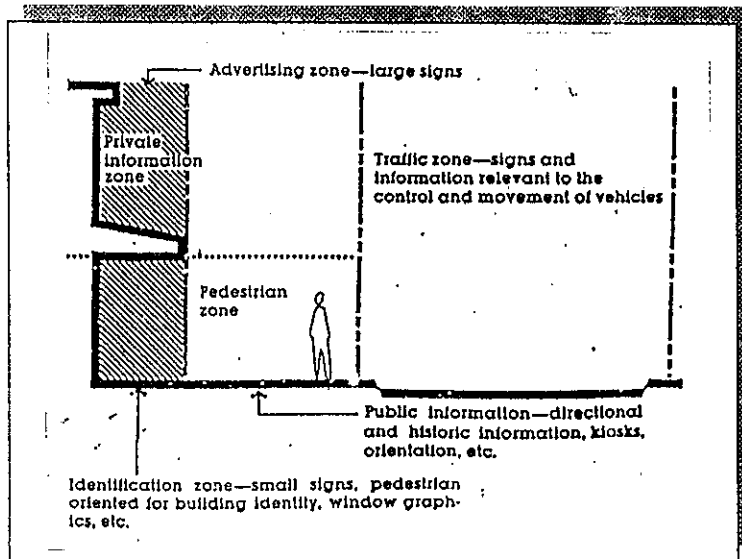 Advertising zone—large signs
Private
information
zone
Traffic zone—signs and
information relevant to the
control and movement of vehicles
Pedestrian
zone
Public information—directional
and historic information, kiosks,
orientation, etc.
Identification zone—small signs, pedestrian
oriented for building identity, window graph-
ics, etc.